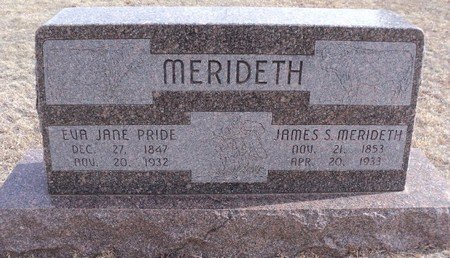 MERIDETH
EVA JANE PRIDE
DEC. 27, 1847
NOV. 20, 1932
JAMES S. MERIDETH
NOV. 21, 1853
APR. 20, 1933